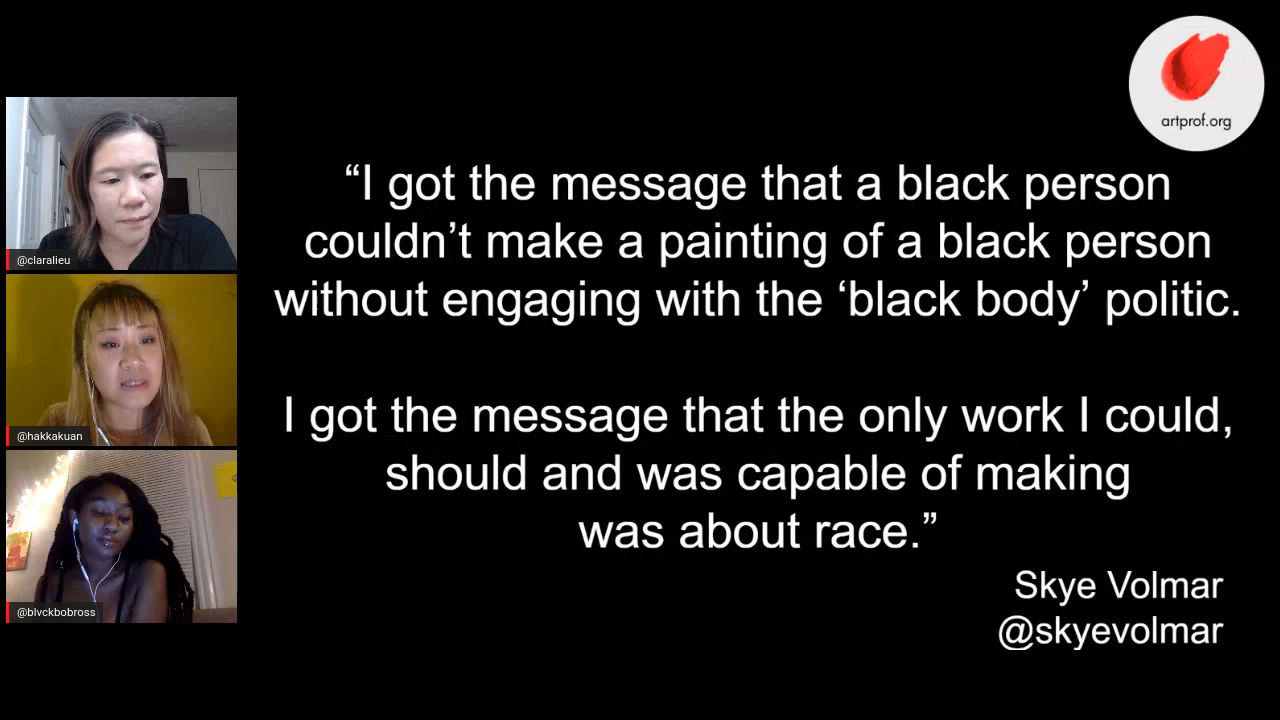 artprof.org
“I got the message that a black person
couldn’t make a painting of a black person
without engaging with the ‘black body’ politic.
I got the message that the only work I could,
should and was capable of making
was about race.”
Skye Volmar
@skyevolmar
@claralieu
@hakkakuan
@blvckbobross